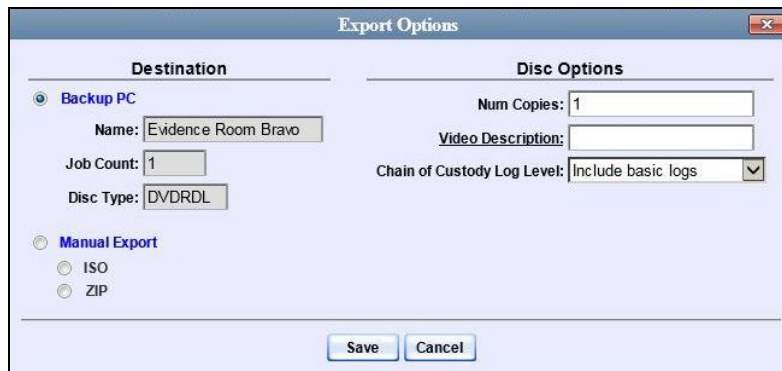 Export Options
Destination
Backup PC
Name: Evidence Room Bravo
Job Count: 1
Disc Type: DVDRDL
Manual Export
ISO
ZIP
Disc Options
Num Copies: 1
Video Description:
Chain of Custody Log Level: Include basic logs
Save Cancel